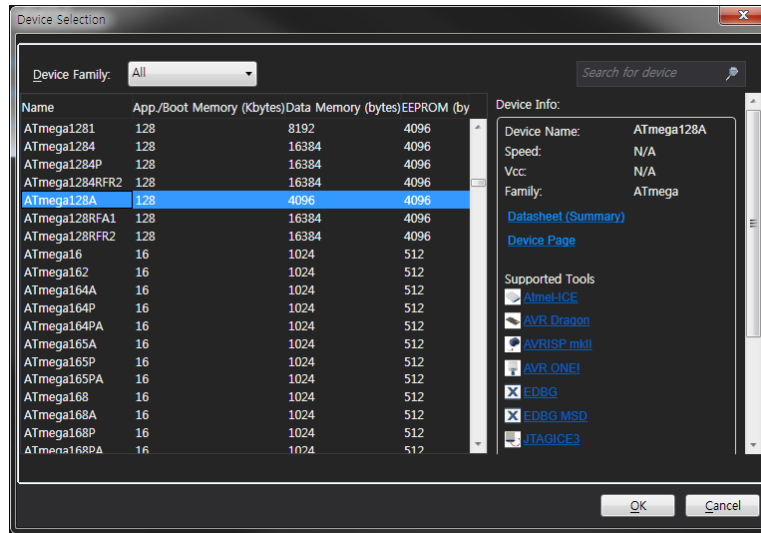 Device Selection
Device Family: All Search for device
Name App./Boot Memory (Kbytes) Data Memory (bytes) EEPROM (by
ATmega1281 128 8192 4096
ATmega1284 128 16384 4096
ATmega1284P 128 16384 4096
ATmega1284RFR2 128 16384 4096
ATmega128A 128 4096 4096
ATmega128RFA1 128 16384 4096
ATmega128RFR2 128 16384 4096
ATmega16 16 1024 512
ATmega162 16 1024 512
ATmega164A 16 1024 512
ATmega164P 16 1024 512
ATmega164PA 16 1024 512
ATmega165A 16 1024 512
ATmega165P 16 1024 512
ATmega165PA 16 1024 512
ATmega168 16 1024 512
ATmega168A 16 1024 512
ATmega168P 16 1024 512
ATmega168PA 16 1024 512
Device Info:
Device Name: ATmega128A
Speed: N/A
Vcc: N/A
Family: ATmega
Datasheet (Summary)
Device Page
Supported Tools
Atmel-ICE
AVR Dragon
AVRISP mkII
AVR ONE!
EDBG
EDBG MSD
JTAGICE3
OK Cancel